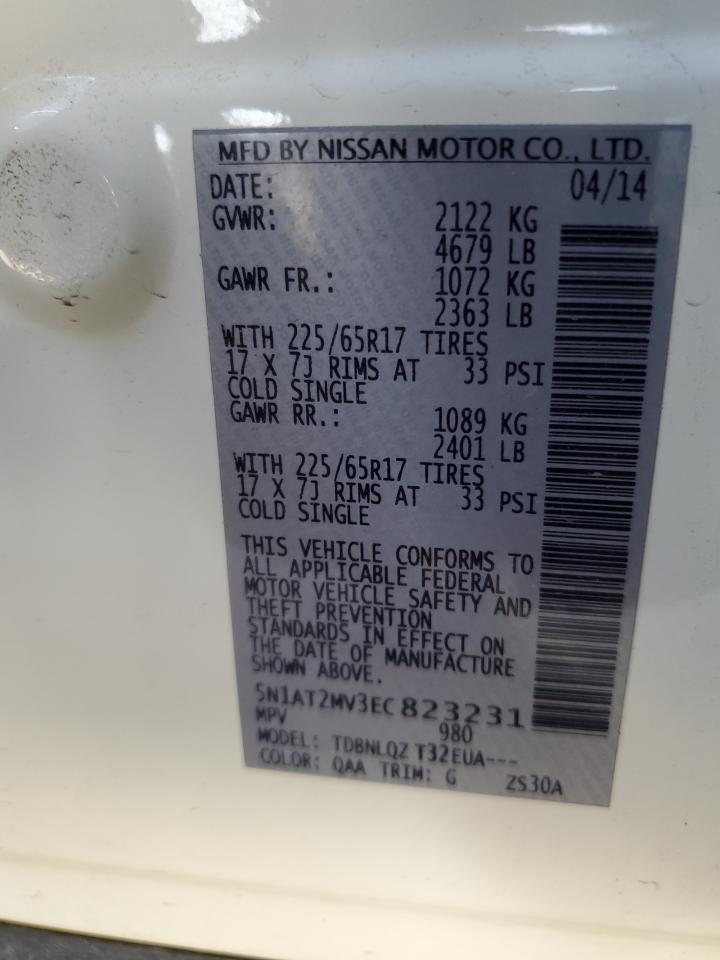 MFD BY NISSAN MOTOR CO., LTD.
DATE: 04/14
GVWR: 2122 KG
4679 LB
GAWR FR.: 1072 KG
2363 LB
WITH 225/65R17 TIRES
17 X 7J RIMS AT 33 PSI
COLD SINGLE
GAWR RR.: 1089 KG
2401 LB
WITH 225/65R17 TIRES
17 X 7J RIMS AT 33 PSI
COLD SINGLE
THIS VEHICLE CONFORMS TO
ALL APPLICABLE FEDERAL
MOTOR VEHICLE SAFETY AND
THEFT PREVENTION
STANDARDS IN EFFECT ON
THE DATE OF MANUFACTURE
SHOWN ABOVE.
5N1AT2MV3EC823231
MPV 980
MODEL: TDBNLQZ T32EUA---
COLOR: QAA TRIM: G ZS30A